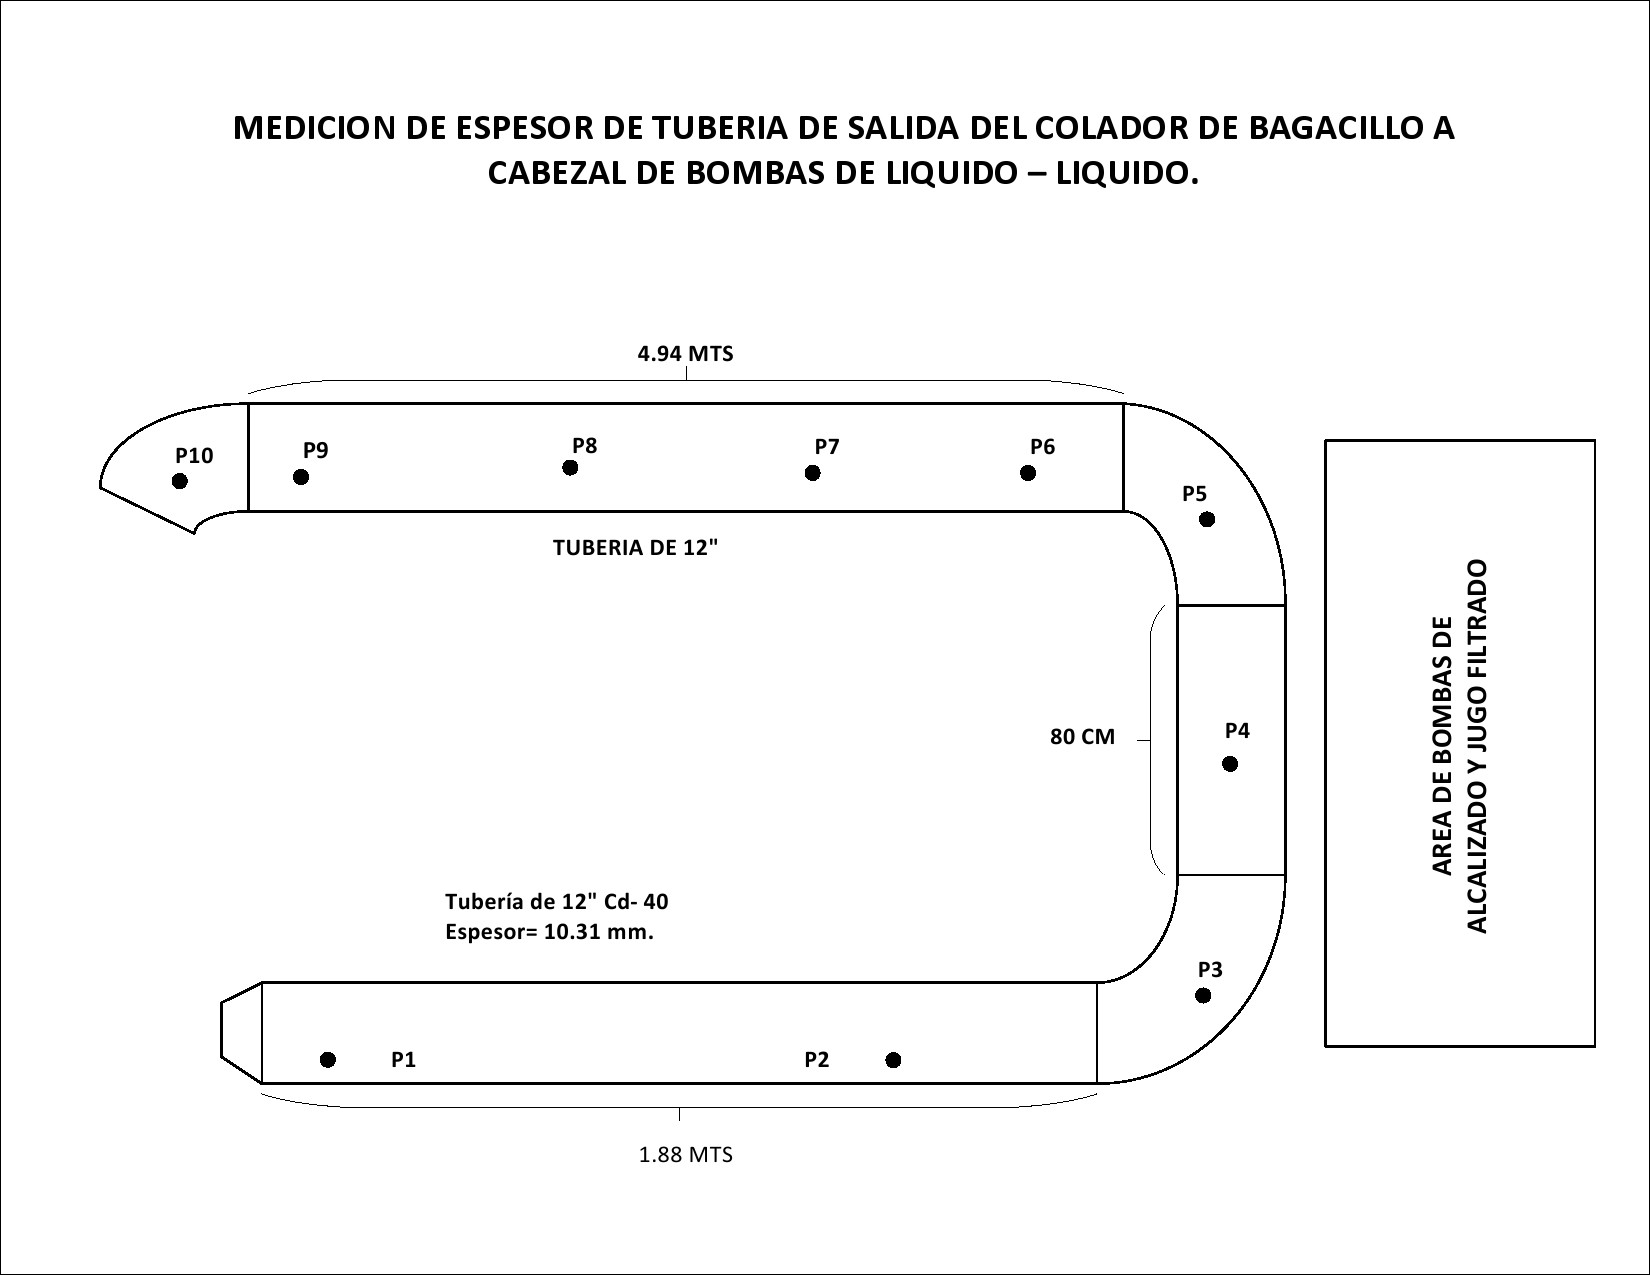 MEDICION DE ESPESOR DE TUBERIA DE SALIDA DEL COLADOR DE BAGACILLO A
CABEZAL DE BOMBAS DE LIQUIDO – LIQUIDO.
4.94 MTS
P10
P9
P8
P7
P6
P5
TUBERIA DE 12"
80 CM
P4
AREA DE BOMBAS DE
ALCALIZADO Y JUGO FILTRADO
Tubería de 12" Cd- 40
Espesor= 10.31 mm.
P3
P1
P2
1.88 MTS